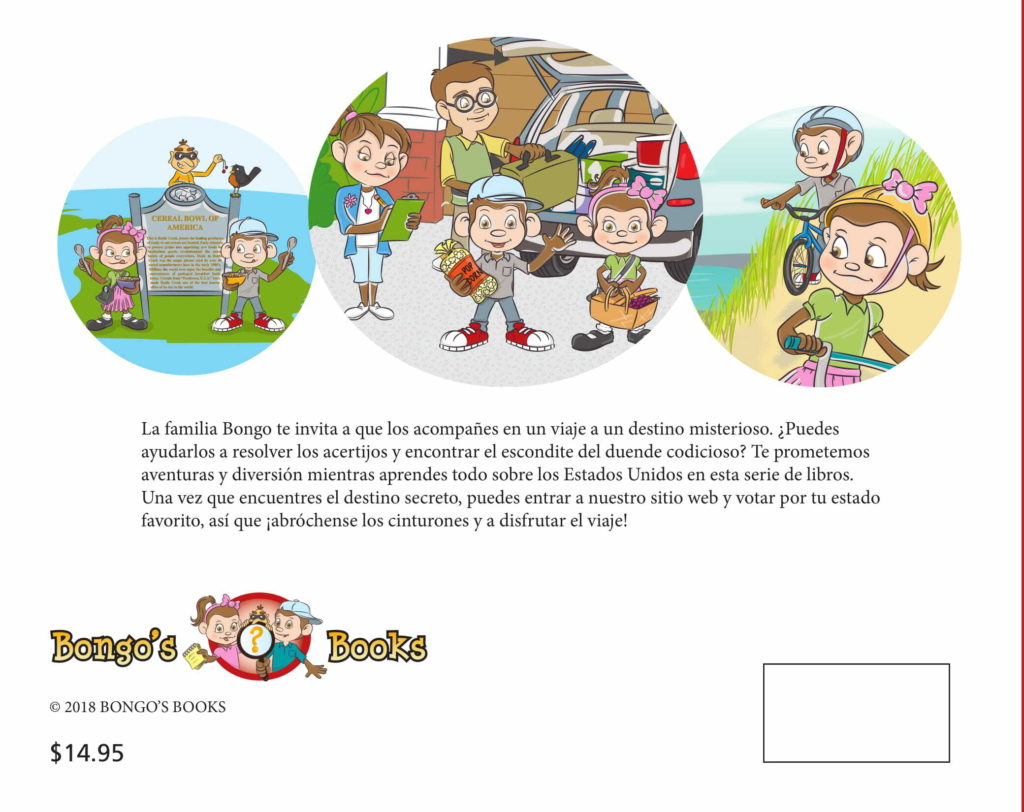 CEREAL BOWL OF
AMERICA
POP
CORN
La familia Bongo te invita a que los acompañes en un viaje a un destino misterioso. ¿Puedes
ayudarlos a resolver los acertijos y encontrar el escondite del duende codicioso? Te prometemos
aventuras y diversión mientras aprendes todo sobre los Estados Unidos en esta serie de libros.
Una vez que encuentres el destino secreto, puedes entrar a nuestro sitio web y votar por tu estado
favorito, así que ¡abróchense los cinturones y a disfrutar el viaje!
Bongo's ? Books
© 2018 BONGO'S BOOKS
$14.95